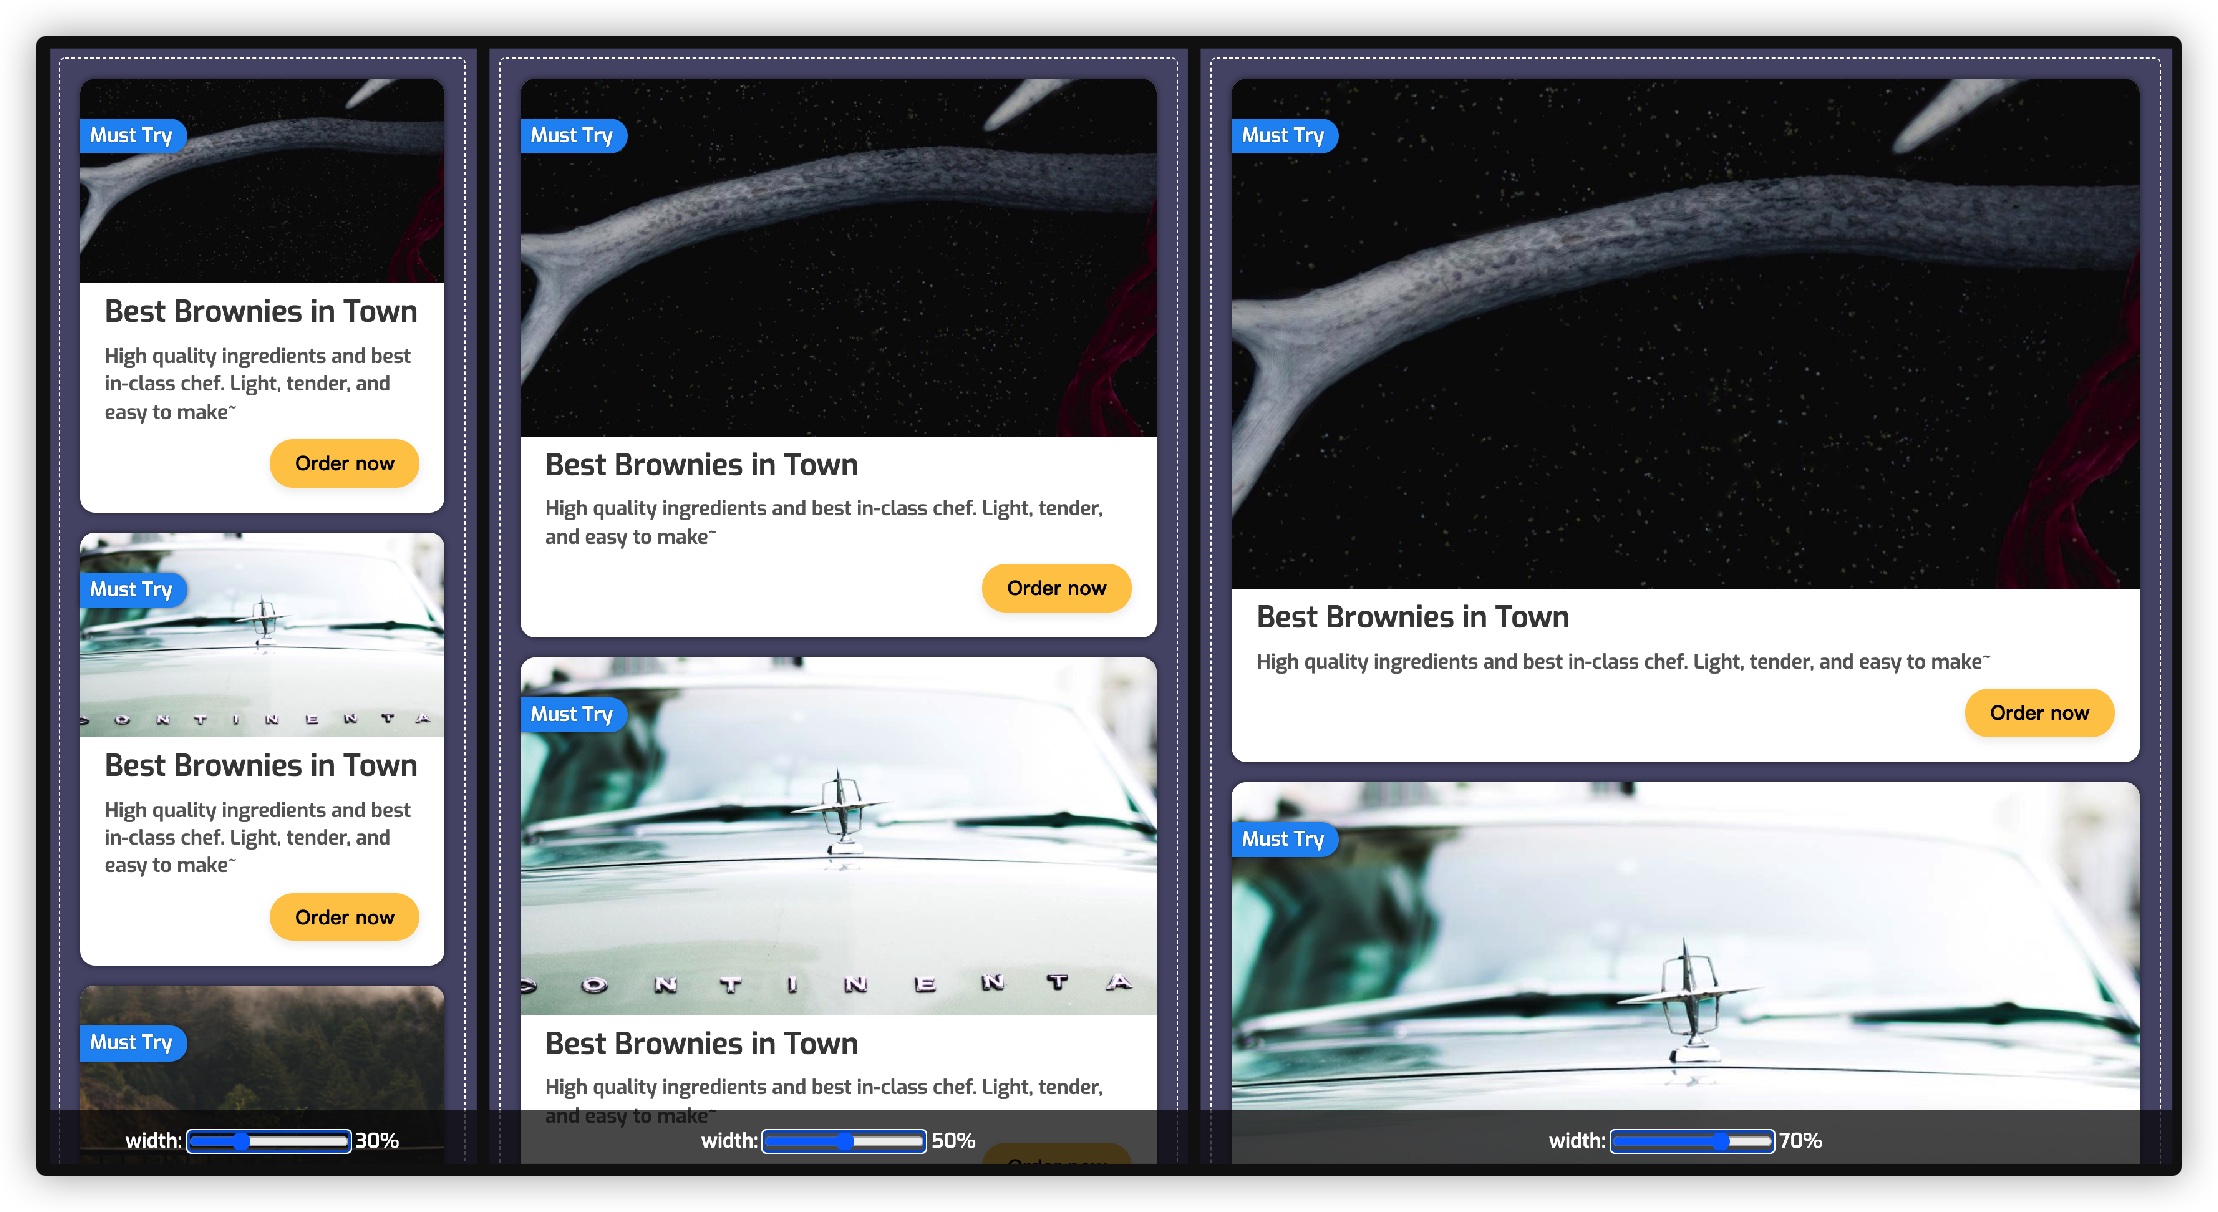 Must Try
Best Brownies in Town
High quality ingredients and best
in-class chef. Light, tender, and
easy to make~
Order now
Must Try
C O N T I N E N T A
Best Brownies in Town
High quality ingredients and best
in-class chef. Light, tender, and
easy to make~
Order now
Must Try
width: 30%
Must Try
Best Brownies in Town
High quality ingredients and best in-class chef. Light, tender,
and easy to make~
Order now
Must Try
O N T I N E N T A
Best Brownies in Town
High quality ingredients and best in-class chef. Light, tender,
and easy to make~
Order now
width: 50%
Must Try
Best Brownies in Town
High quality ingredients and best in-class chef. Light, tender, and easy to make~
Order now
Must Try
width: 70%